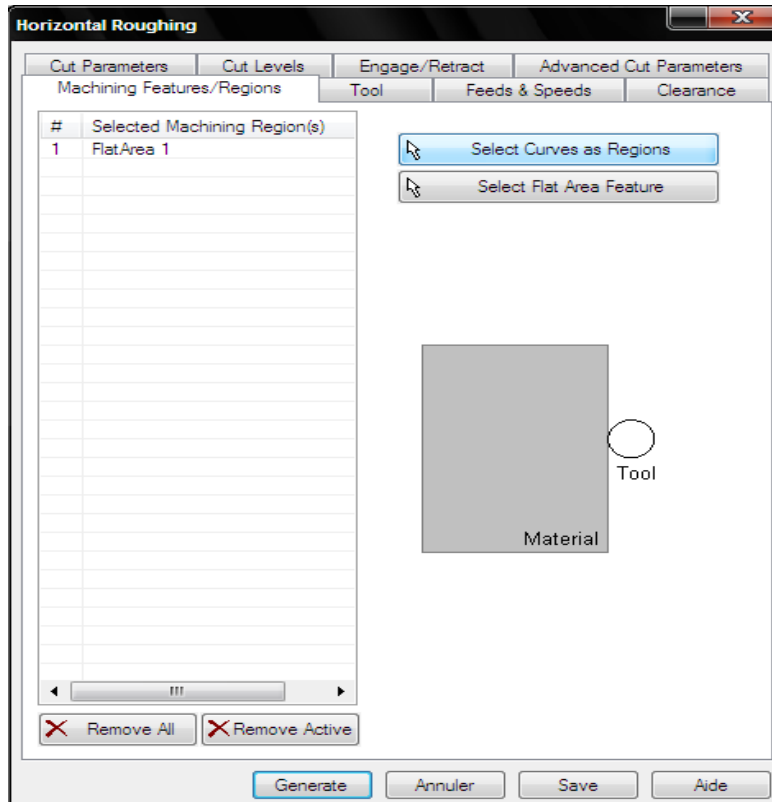 Horizontal Roughing
Cut Parameters Cut Levels Engage/Retract Advanced Cut Parameters
Machining Features/Regions Tool Feeds & Speeds Clearance
# Selected Machining Region(s)
1 FlatArea 1
Select Curves as Regions
Select Flat Area Feature
Tool
Material
Remove All Remove Active
Generate Annuler Save Aide